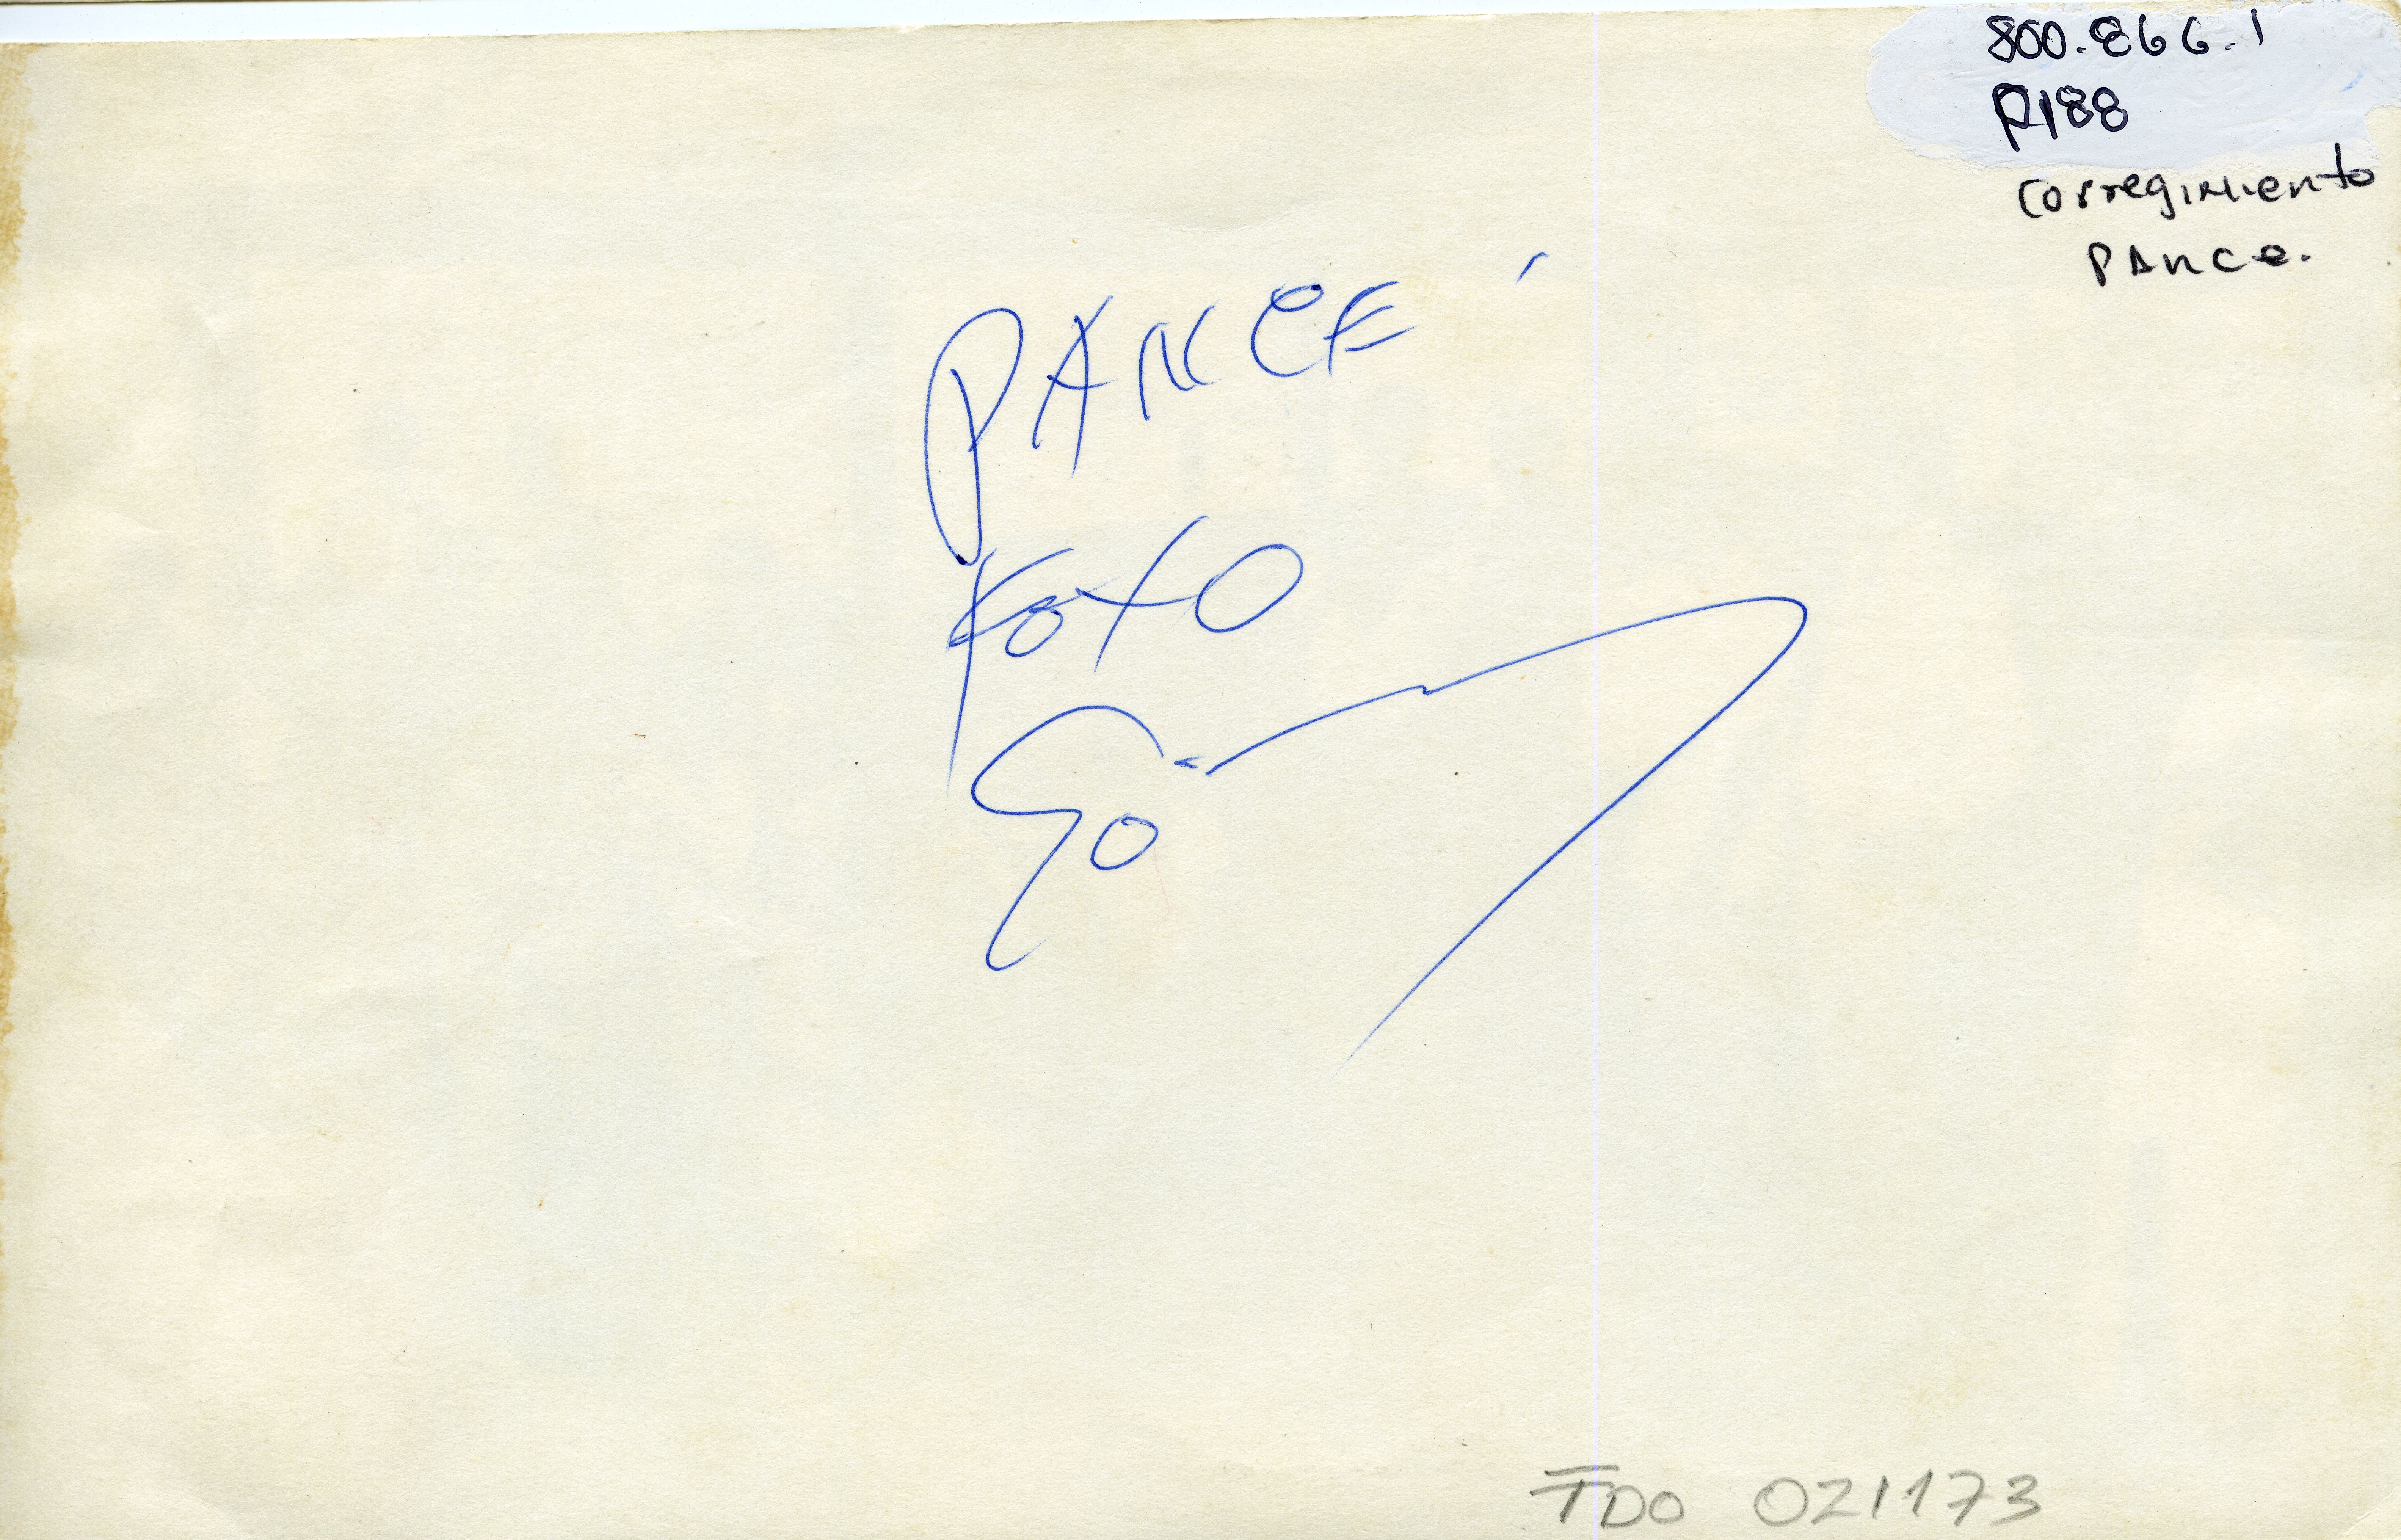 800.866.1
P188
corregimiento
PANCE.
PANCE
FOTO
TDO 021173